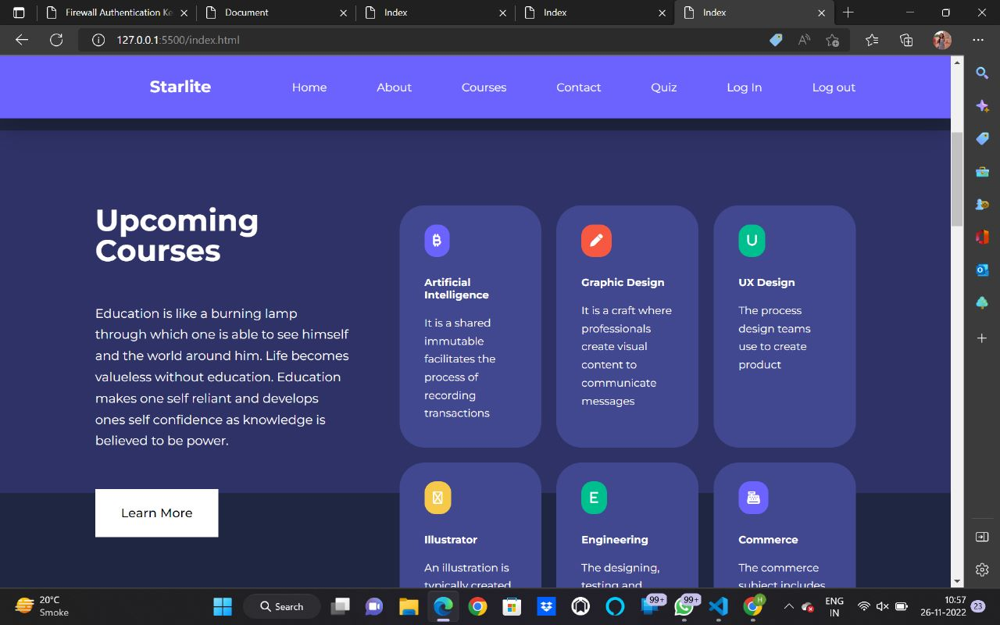 Firewall Authentication Ke
Document
Index
Index
Index
127.0.0.1:5500/index.html
Starlite
Home
About
Courses
Contact
Quiz
Log In
Log out
Upcoming
Courses
Education is like a burning lamp
through which one is able to see himself
and the world around him. Life becomes
valueless without education. Education
makes one self reliant and develops
ones self confidence as knowledge is
believed to be power.
Learn More
Artificial
Intelligence
It is a shared
immutable
facilitates the
process of
recording
transactions
Graphic Design
It is a craft where
professionals
create visual
content to
communicate
messages
U
UX Design
The process
design teams
use to create
product
Illustrator
An illustration is
typically created
E
Engineering
The designing,
testing and
Commerce
The commerce
subject includes
20°C
Smoke
Search
99+
99+
H
ENG
IN
10:57
26-11-2022
23